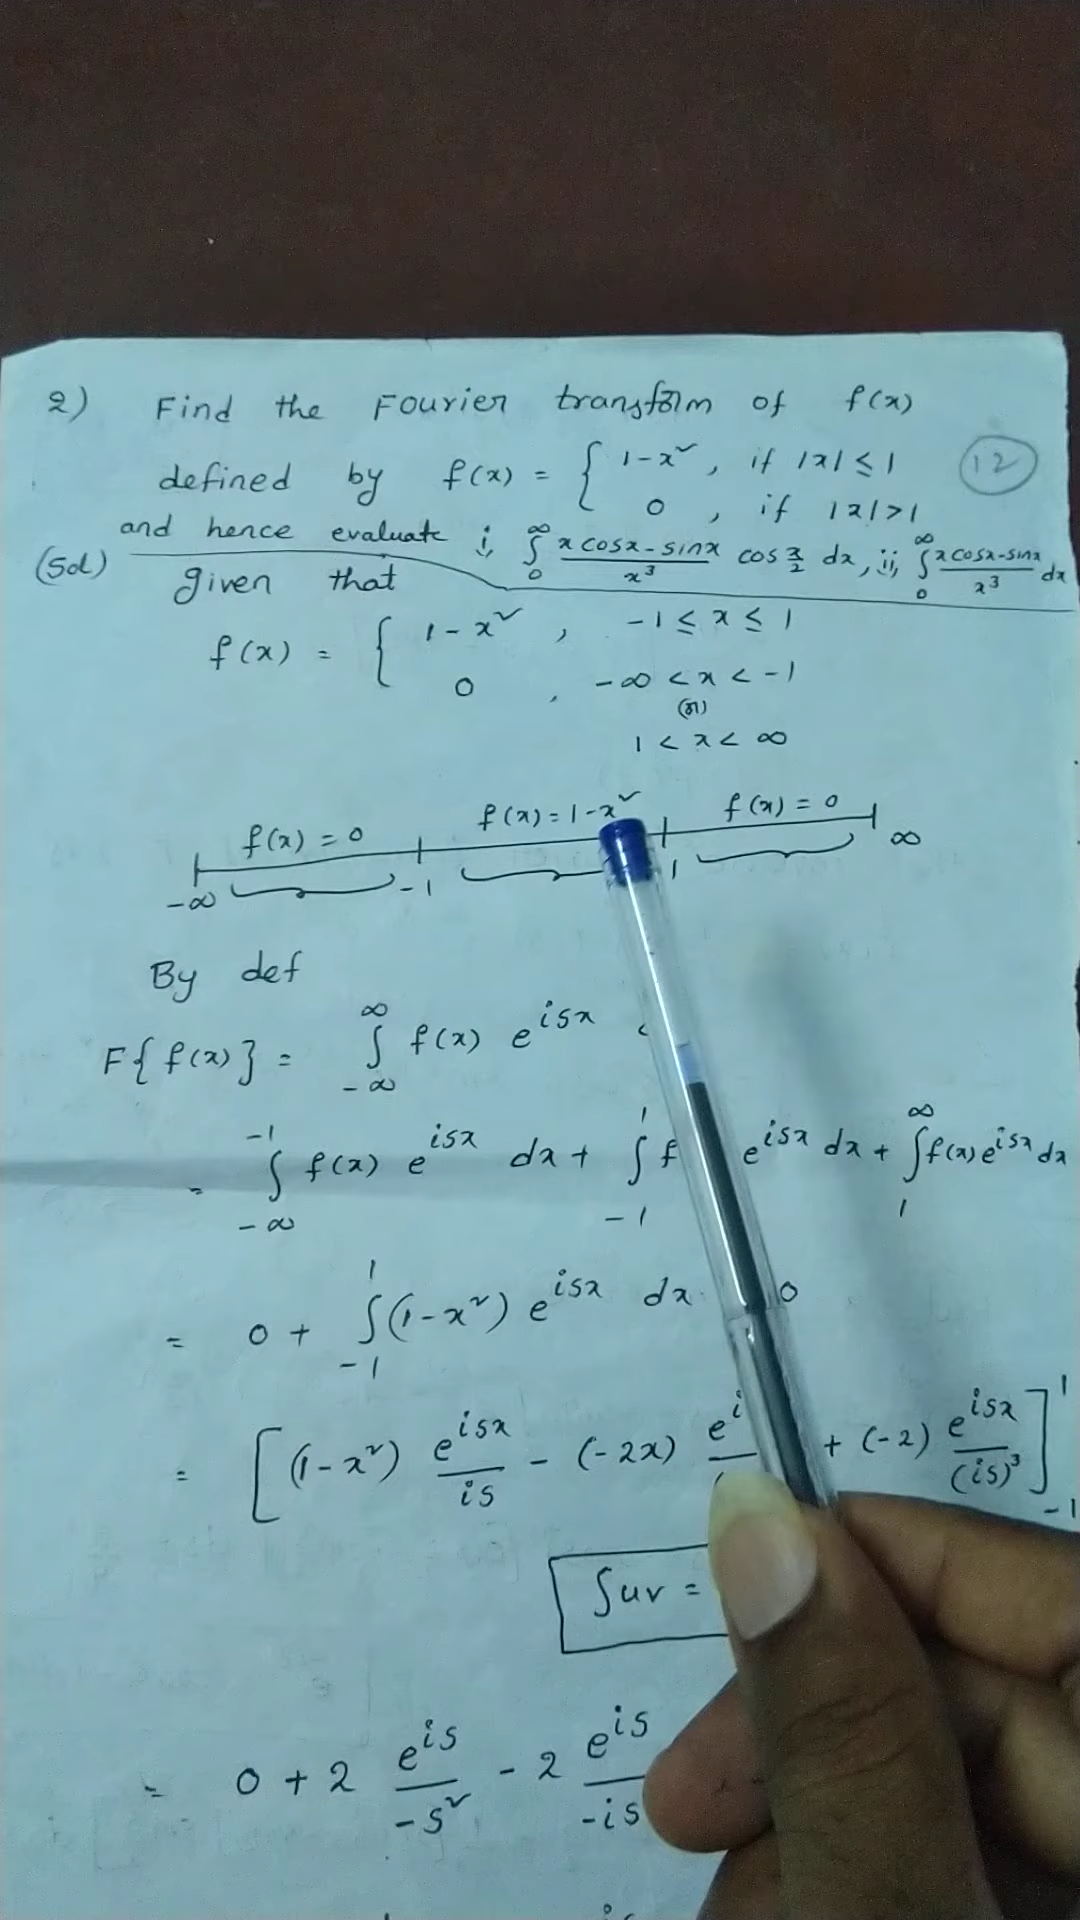 2) Find the Fourier transform of f(x)
defined by f(x) = { 1-x², if |x| ≤ 1
0, if |x|>1
12
and hence evaluate i, ∫₀^∞ (x cosx - sinx)/x³ cos x/2 dx, ii, ∫₀^∞ (x cosx - sinx)/x³ dx
(Sol) given that
f(x) = { 1-x², -1 ≤ x ≤ 1
0, -∞ < x < -1
(or)
1 < x < ∞
f(x) = 0 f(x) = 1-x² f(x) = 0
-∞ -1 1 ∞
By def
F{f(x)} = ∫_{-∞}^{∞} f(x) e^{isx}
= ∫_{-∞}^{-1} f(x) e^{isx} dx + ∫_{-1}^{1} f e^{isx} dx + ∫_{1}^{∞} f(x) e^{isx} dx
= 0 + ∫_{-1}^{1} (1-x²) e^{isx} dx 0
= [ (1-x²) e^{isx}/is - (-2x) e^{i + (-2) e^{isx}/(is)³ ]_{-1}^{1}
∫uv =
= 0 + 2 e^{is}/-s² - 2 e^{is}/-is